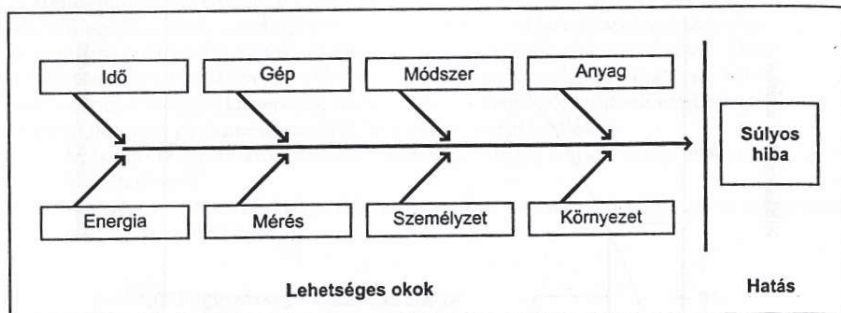 Idő
Gép
Módszer
Anyag
Súlyos
hiba
Energia
Mérés
Személyzet
Környezet
Lehetséges okok
Hatás